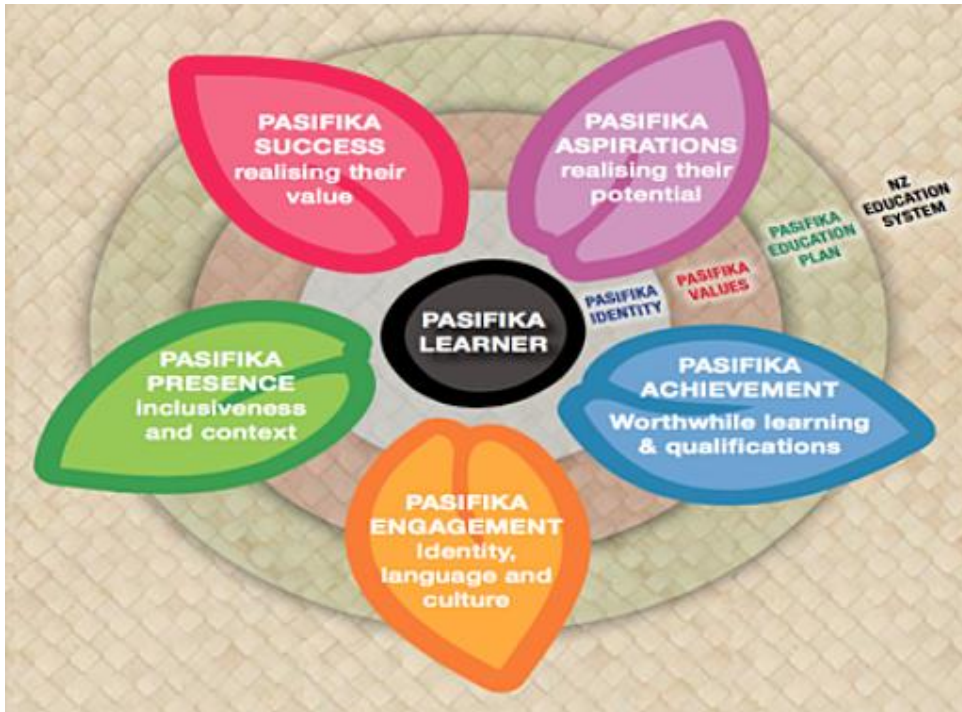 PASIFIKA
SUCCESS
realising their
value
PASIFIKA
ASPIRATIONS
realising their
potential
NZ
EDUCATION
SYSTEM
PASIFIKA
EDUCATION
PLAN
PASIFIKA
VALUES
PASIFIKA
IDENTITY
PASIFIKA
LEARNER
PASIFIKA
PRESENCE
inclusiveness
and context
PASIFIKA
ACHIEVEMENT
Worthwhile learning
& qualifications
PASIFIKA
ENGAGEMENT
Identity,
language and
culture